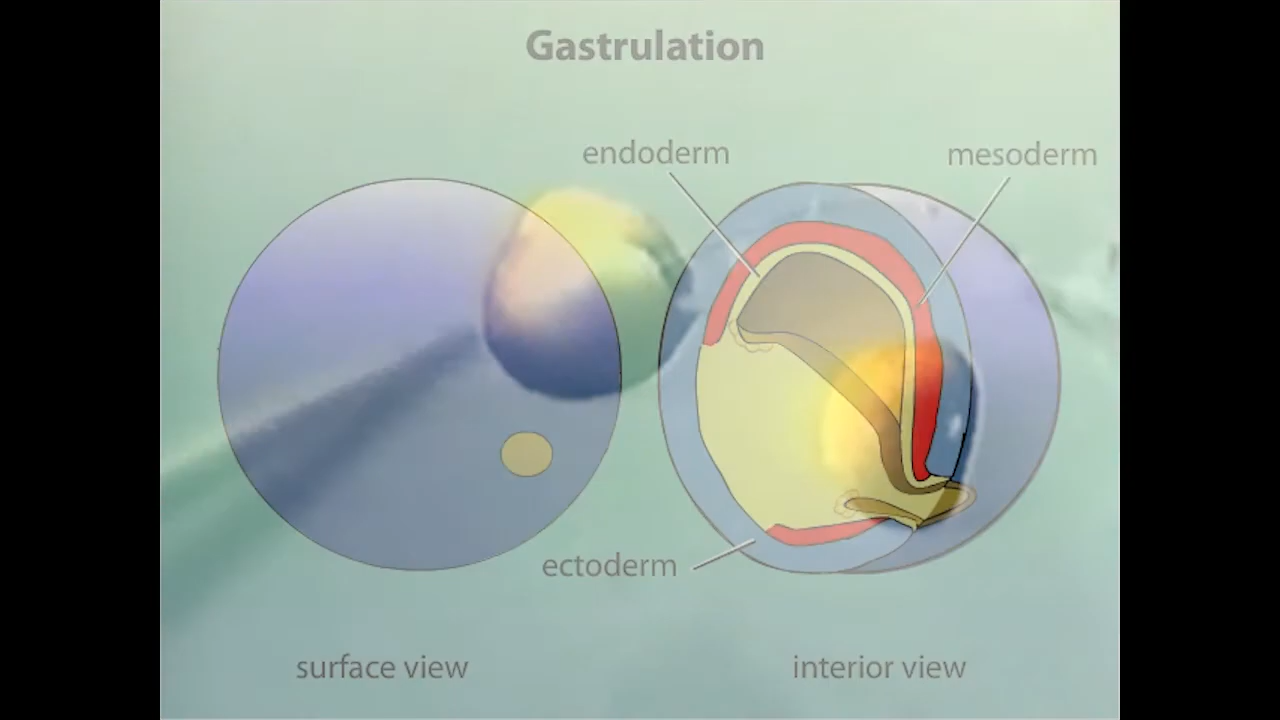 Gastrulation
endoderm
mesoderm
ectoderm
surface view
interior view